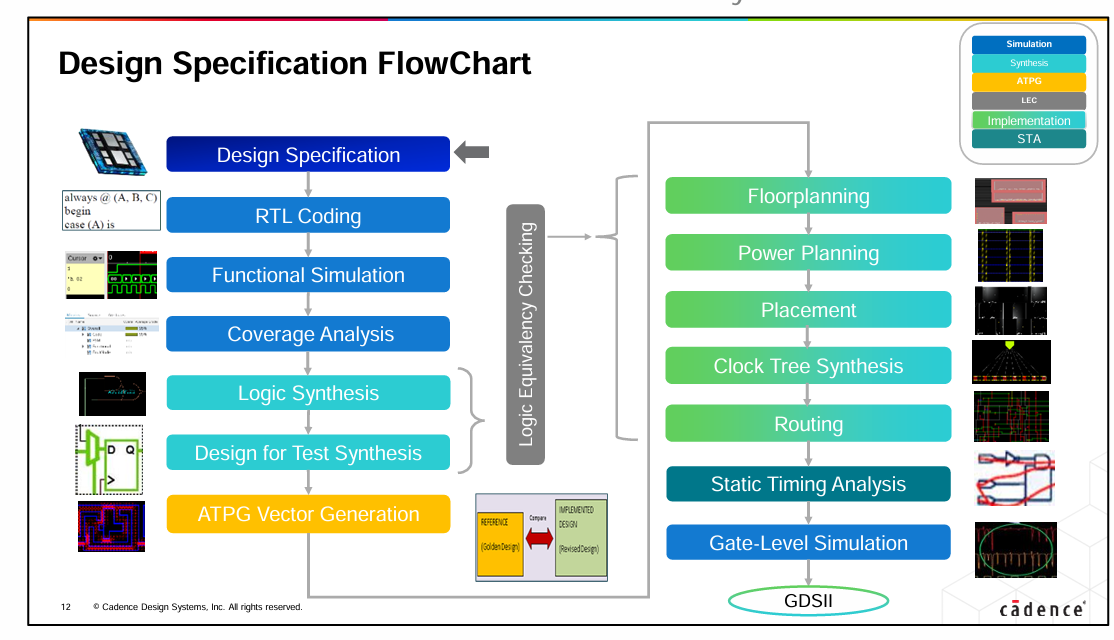 Design Specification FlowChart
Simulation
Synthesis
ATPG
LEC
Implementation
STA
Design Specification
always @ (A, B, C)
begin
case (A) is
RTL Coding
Functional Simulation
Coverage Analysis
Logic Synthesis
D Q
Design for Test Synthesis
ATPG Vector Generation
Logic Equivalency Checking
REFERENCE
(Golden Design)
Compare
IMPLEMENTED
DESIGN
(Revised Design)
Floorplanning
Power Planning
Placement
Clock Tree Synthesis
Routing
Static Timing Analysis
Gate-Level Simulation
GDSII
12 © Cadence Design Systems, Inc. All rights reserved.
cādence